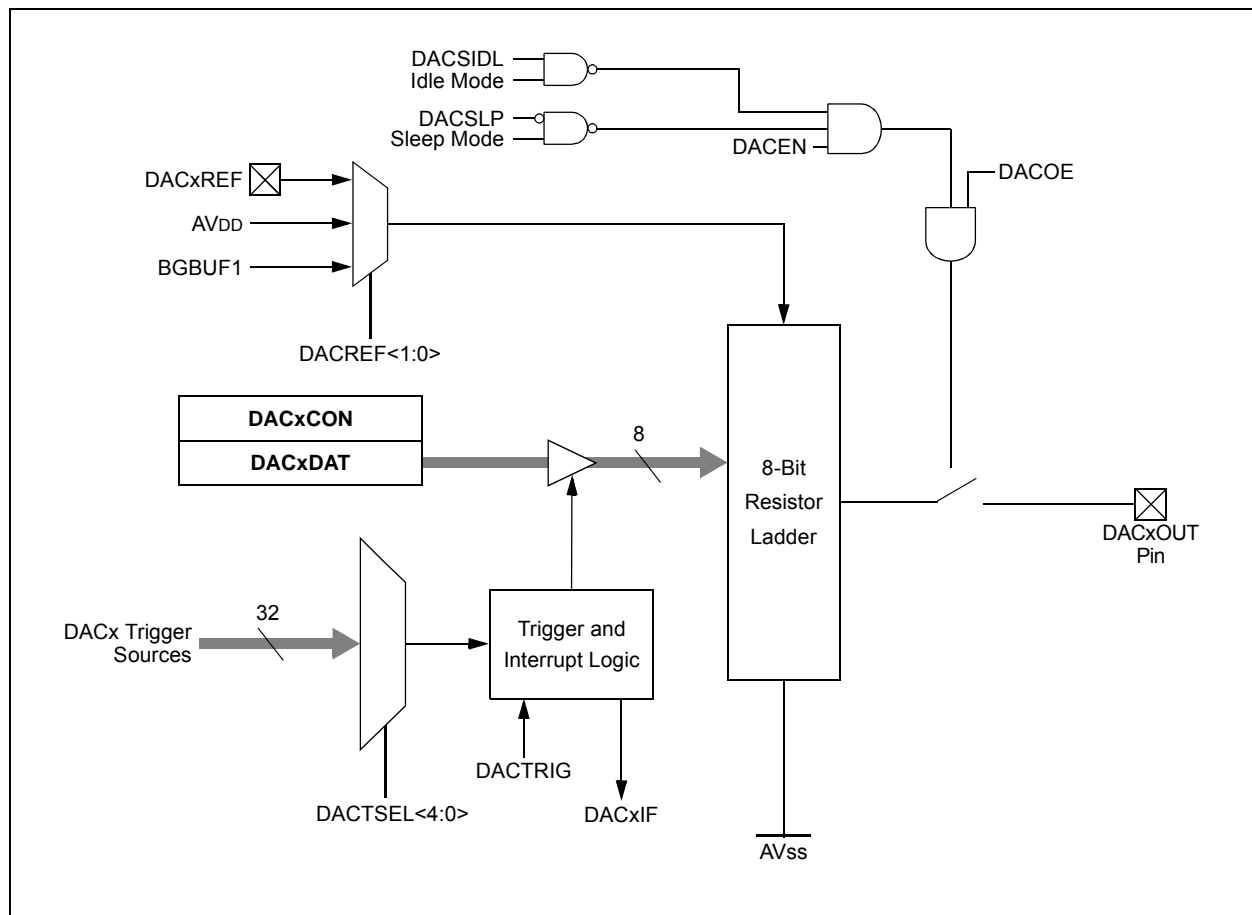 DACSIDL
Idle Mode
DACSLP
Sleep Mode
DACEN
DACOE
DACxREF
AVDD
BGBUF1
DACREF<1:0>
DACxCON
DACxDAT
8
8-Bit
Resistor
Ladder
DACxOUT
Pin
32
DACx Trigger
Sources
Trigger and
Interrupt Logic
DACTRIG
DACTSEL<4:0>
DACxIF
AVss